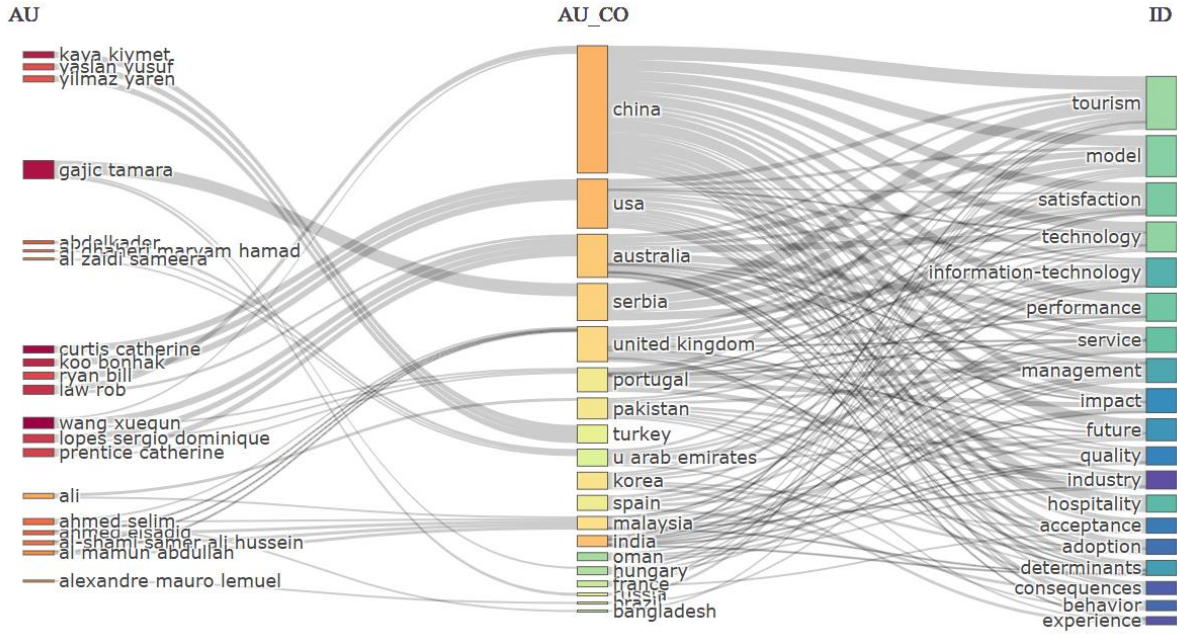 AU
AU_CO
ID
kaya kiymet
yaslan yusuf
yilmaz yaren
gajic tamara
abdelkader
maryam hamad
al zaidi sameera
curtis catherine
koo bonhak
ryan bill
law rob
wang xuequn
lopes sergio dominique
prentice catherine
ali
ahmed selim
ahmed elsadig
al-shami samer ali hussein
al mamun abdullah
alexandre mauro lemuel
china
usa
australia
serbia
united kingdom
portugal
pakistan
turkey
u arab emirates
korea
spain
malaysia
india
oman
hungary
france
russia
brazil
bangladesh
tourism
model
satisfaction
technology
information-technology
performance
service
management
impact
future
quality
industry
hospitality
acceptance
adoption
determinants
consequences
behavior
experience